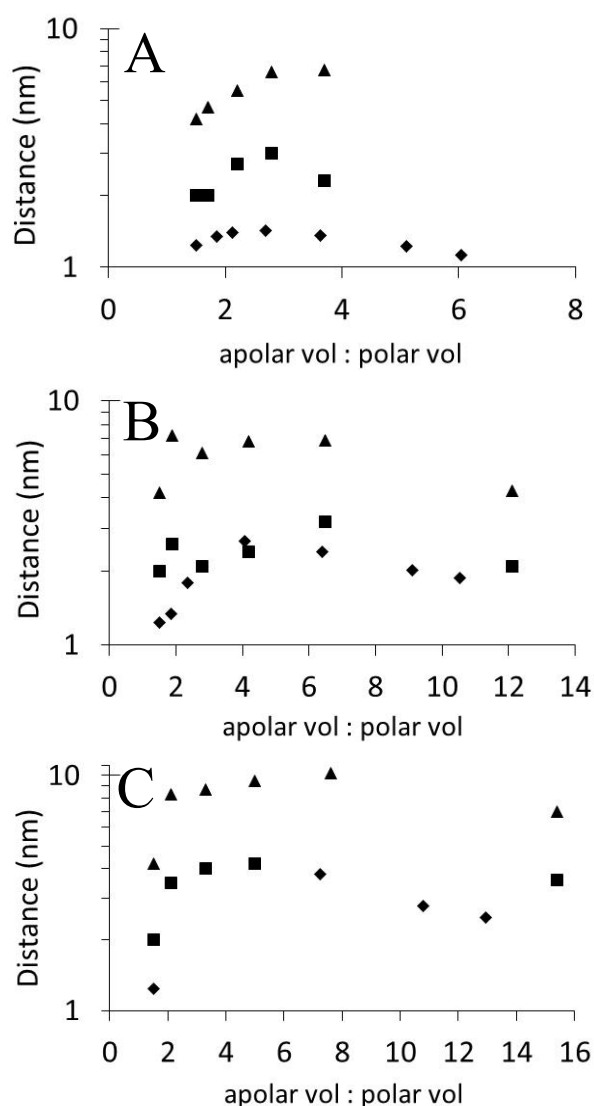 A
10
1
Distance (nm)
0 2 4 6 8
apolar vol : polar vol
B
10
1
Distance (nm)
0 2 4 6 8 10 12 14
apolar vol : polar vol
C
10
1
Distance (nm)
0 2 4 6 8 10 12 14 16
apolar vol : polar vol